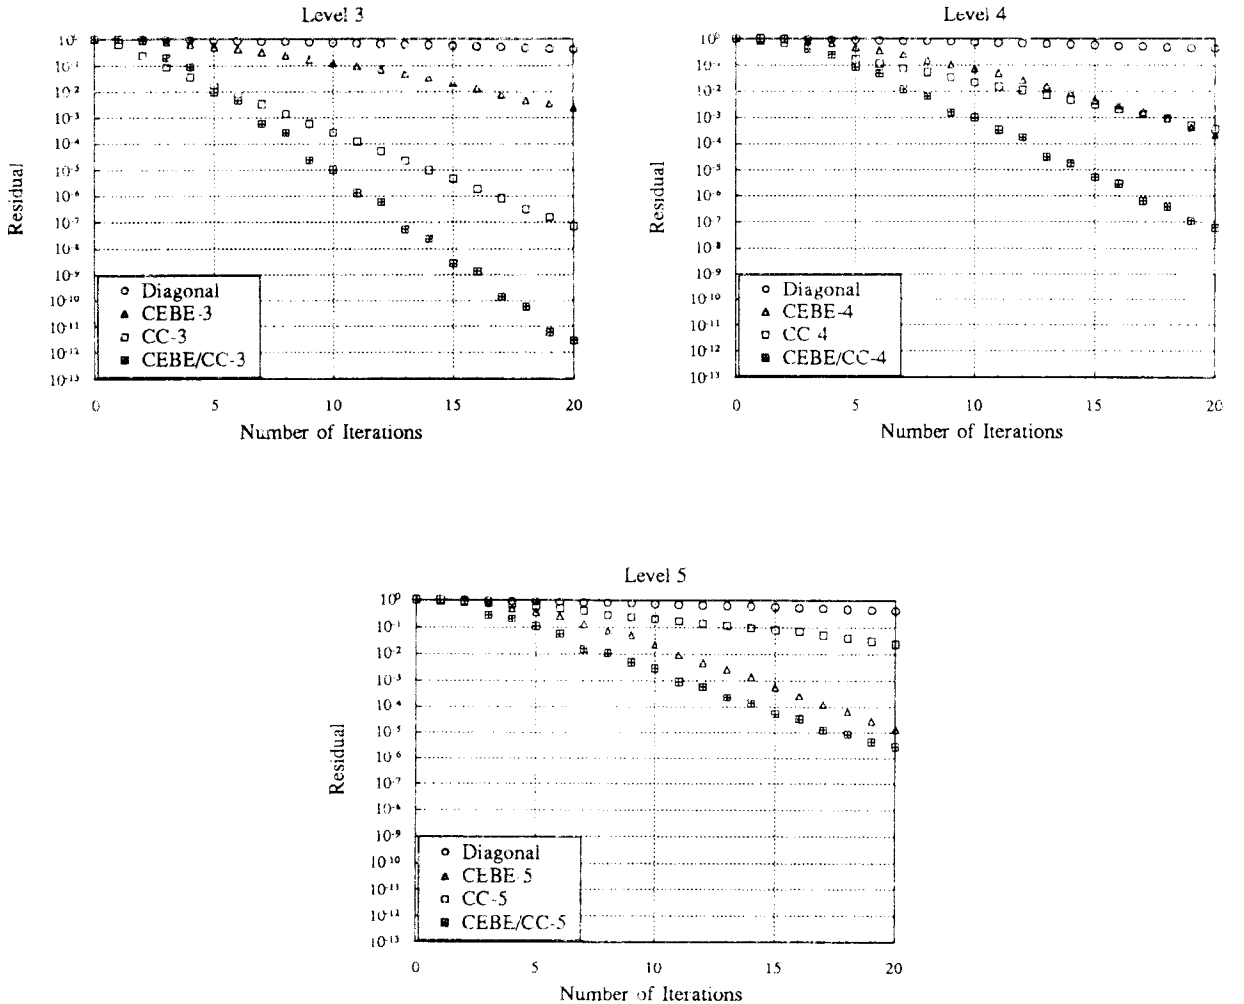 Level 3
Residual
10⁻¹
10⁻²
10⁻³
10⁻⁴
10⁻⁵
10⁻⁶
10⁻⁷
10⁻⁸
10⁻⁹
10⁻¹⁰
10⁻¹¹
10⁻¹²
10⁻¹³
Diagonal
CEBE-3
CC-3
CEBE/CC-3
0 5 10 15 20
Number of Iterations
Level 4
Residual
10⁰
10⁻¹
10⁻²
10⁻³
10⁻⁴
10⁻⁵
10⁻⁶
10⁻⁷
10⁻⁸
10⁻⁹
10⁻¹⁰
10⁻¹¹
10⁻¹²
10⁻¹³
Diagonal
CEBE-4
CC-4
CEBE/CC-4
0 5 10 15 20
Number of Iterations
Level 5
Residual
10⁰
10⁻¹
10⁻²
10⁻³
10⁻⁴
10⁻⁵
10⁻⁶
10⁻⁷
10⁻⁸
10⁻⁹
10⁻¹⁰
10⁻¹¹
10⁻¹²
10⁻¹³
Diagonal
CEBE-5
CC-5
CEBE/CC-5
0 5 10 15 20
Number of Iterations